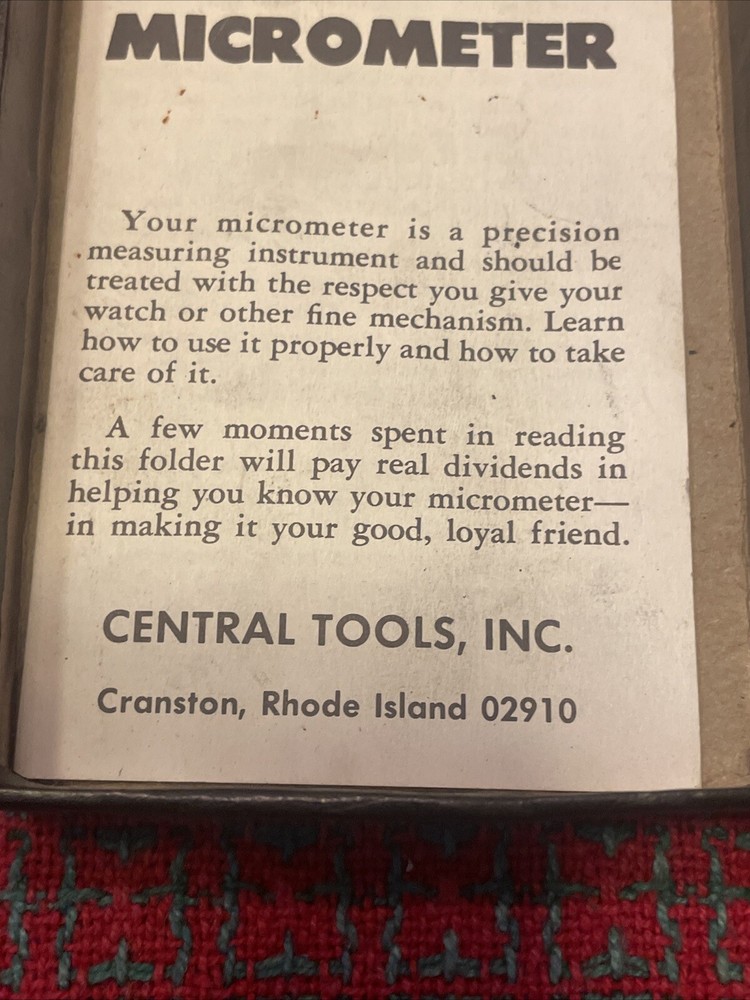 MICROMETER
Your micrometer is a precision
measuring instrument and should be
treated with the respect you give your
watch or other fine mechanism. Learn
how to use it properly and how to take
care of it.
A few moments spent in reading
this folder will pay real dividends in
helping you know your micrometer—
in making it your good, loyal friend.
CENTRAL TOOLS, INC.
Cranston, Rhode Island 02910